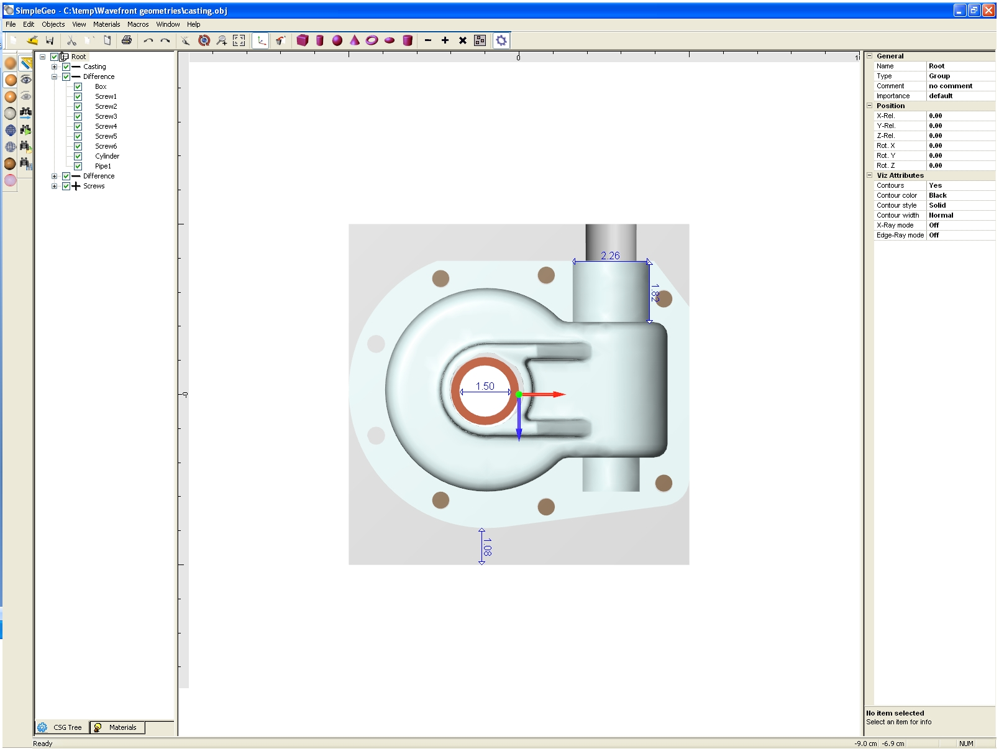 SimpleGeo - C:\temp\Wavefront geometries\casting.obj
File Edit Objects View Materials Macros Window Help
Root
Casting
Difference
Box
Screw1
Screw2
Screw3
Screw4
Screw5
Screw6
Cylinder
Pipe1
Difference
Screws
CSG Tree Materials
0 1
0
2.26
1.82
1.50
1.08
General
Name Root
Type Group
Comment no comment
Importance default
Position
X-Rel. 0.00
Y-Rel. 0.00
Z-Rel. 0.00
Rot. X 0.00
Rot. Y 0.00
Rot. Z 0.00
Viz Attributes
Contours Yes
Contour color Black
Contour style Solid
Contour width Normal
X-Ray mode Off
Edge-Ray mode Off
No item selected
Select an item for info
Ready -9.0 cm -6.9 cm NUM